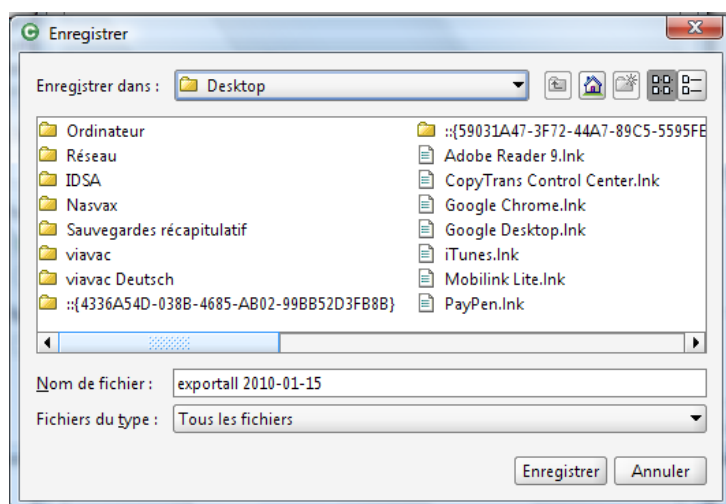 Enregistrer
Enregistrer dans :
Desktop
Ordinateur
Réseau
IDSA
Nasvax
Sauvegardes récapitulatif
viavac
viavac Deutsch
::{4336A54D-038B-4685-AB02-99BB52D3FB8B}
::{59031A47-3F72-44A7-89C5-5595FE
Adobe Reader 9.lnk
CopyTrans Control Center.lnk
Google Chrome.lnk
Google Desktop.lnk
iTunes.lnk
Mobilink Lite.lnk
PayPen.lnk
Nom de fichier :
exportall 2010-01-15
Fichiers du type :
Tous les fichiers
Enregistrer
Annuler